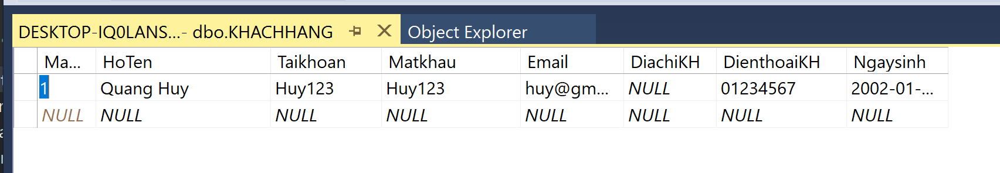 DESKTOP-IQ0LANS...- dbo.KHACHHANG Object Explorer
Ma... HoTen Taikhoan Matkhau Email DiachiKH DienthoaiKH Ngaysinh
1 Quang Huy Huy123 Huy123 huy@gm... NULL 01234567 2002-01-...
NULL NULL NULL NULL NULL NULL NULL NULL